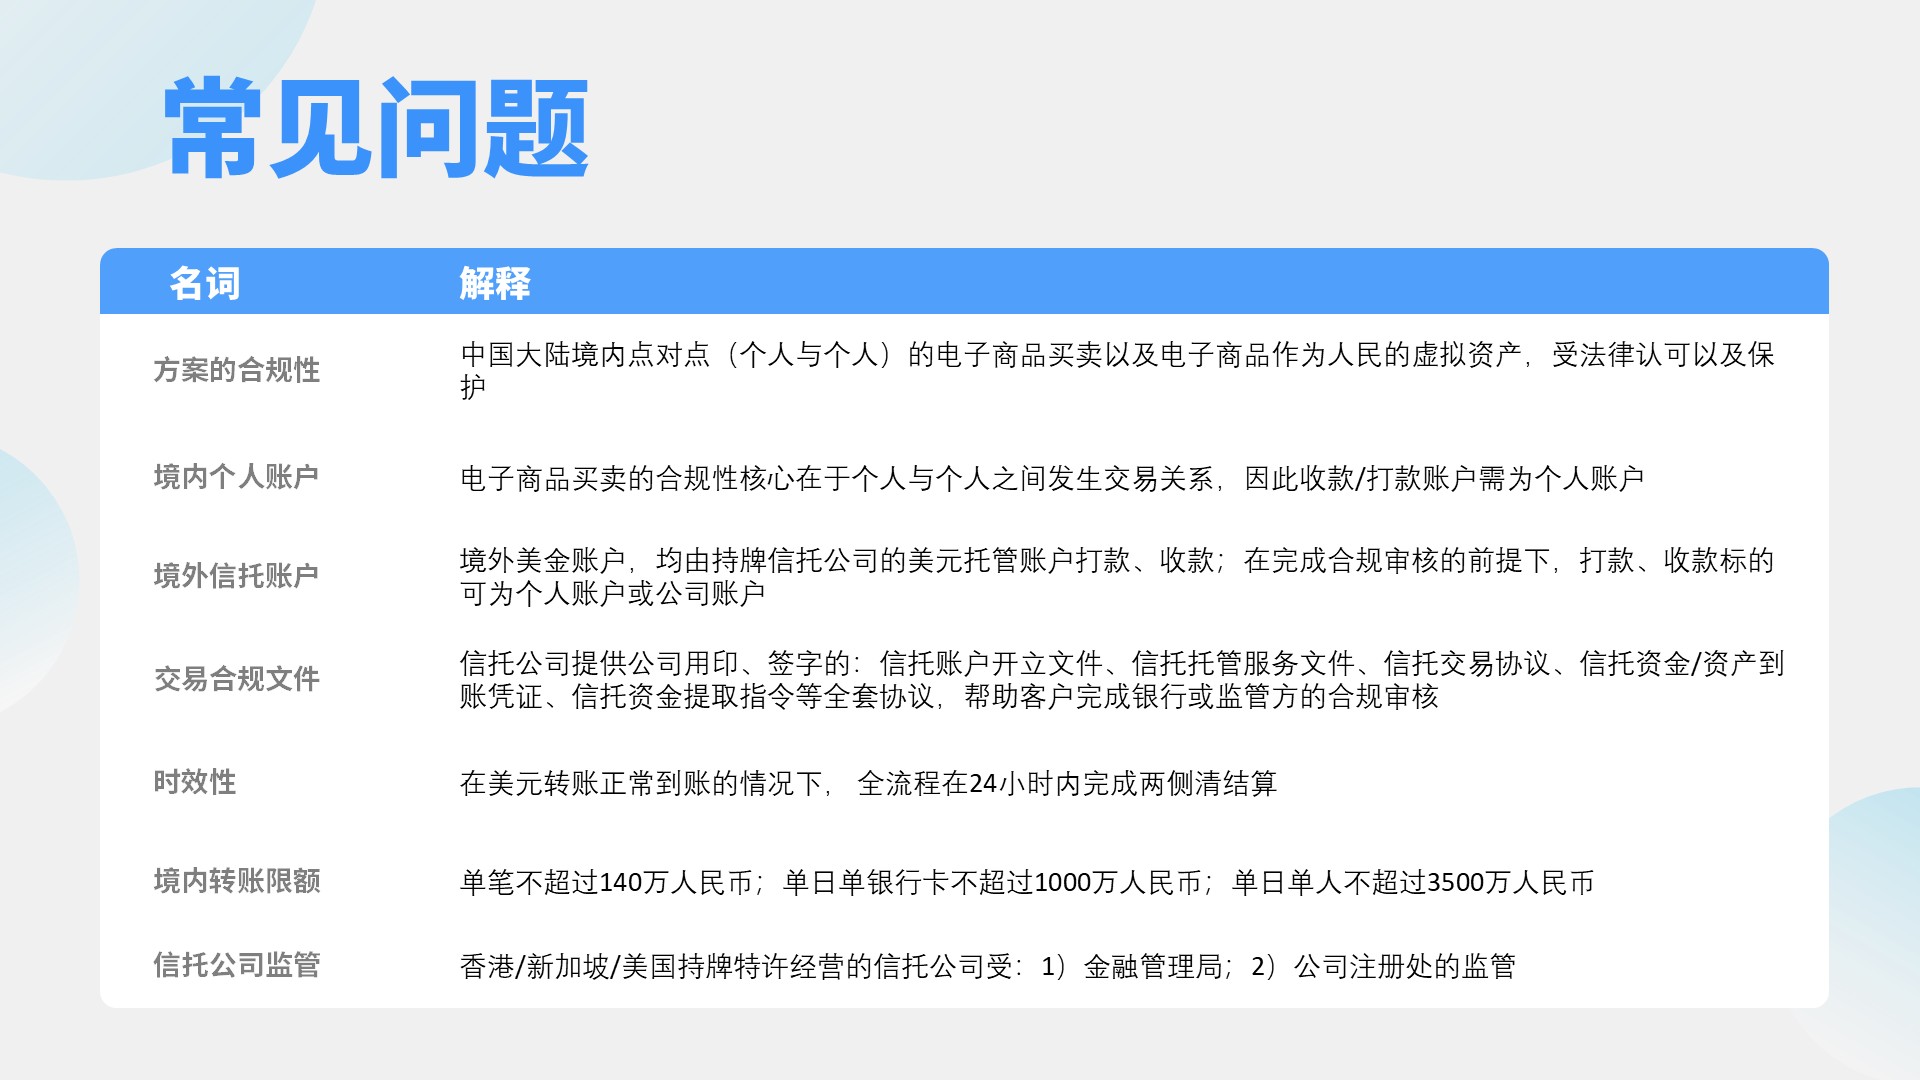 常见问题
名词 解释
方案的合规性 中国大陆境内点对点（个人与个人）的电子商品买卖以及电子商品作为人民的虚拟资产，受法律认可以及保
护
境内个人账户 电子商品买卖的合规性核心在于个人与个人之间发生交易关系，因此收款/打款账户需为个人账户
境外信托账户 境外美金账户，均由持牌信托公司的美元托管账户打款、收款；在完成合规审核的前提下，打款、收款标的
可为个人账户或公司账户
交易合规文件 信托公司提供公司用印、签字的：信托账户开立文件、信托托管服务文件、信托交易协议、信托资金/资产到
账凭证、信托资金提取指令等全套协议，帮助客户完成银行或监管方的合规审核
时效性 在美元转账正常到账的情况下， 全流程在24小时内完成两侧清结算
境内转账限额 单笔不超过140万人民币；单日单银行卡不超过1000万人民币；单日单人不超过3500万人民币
信托公司监管 香港/新加坡/美国持牌特许经营的信托公司受：1）金融管理局；2）公司注册处的监管